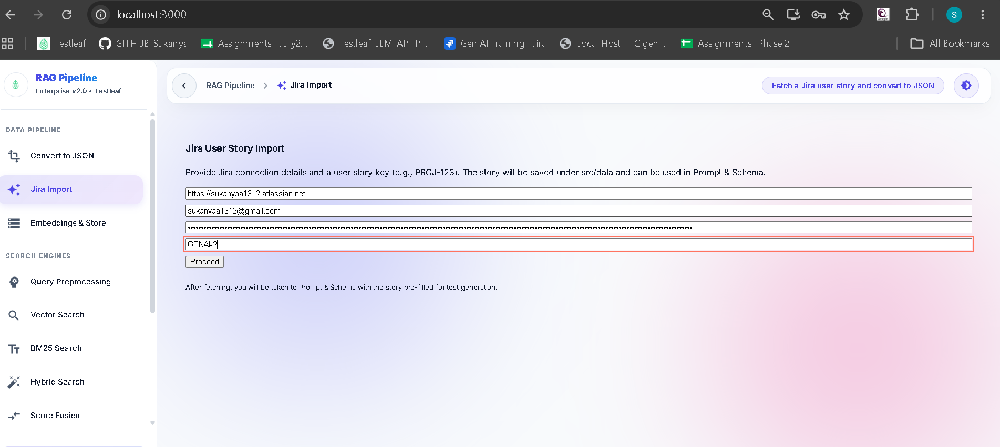 localhost:3000
Testleaf
GITHUB-Sukanya
Assignments - July2...
Testleaf-LLM-API-Pl...
Gen AI Training - Jira
Local Host - TC gen...
Assignments -Phase 2
All Bookmarks
S
RAG Pipeline
Enterprise v2.0 • Testleaf
DATA PIPELINE
Convert to JSON
Jira Import
Embeddings & Store
SEARCH ENGINES
Query Preprocessing
Vector Search
BM25 Search
Hybrid Search
Score Fusion
RAG Pipeline > Jira Import
Fetch a Jira user story and convert to JSON
Jira User Story Import
Provide Jira connection details and a user story key (e.g., PROJ-123). The story will be saved under src/data and can be used in Prompt & Schema.
https://sukanyaa1312.atlassian.net
sukanyaa1312@gmail.com
GENAI-2
Proceed
After fetching, you will be taken to Prompt & Schema with the story pre-filled for test generation.